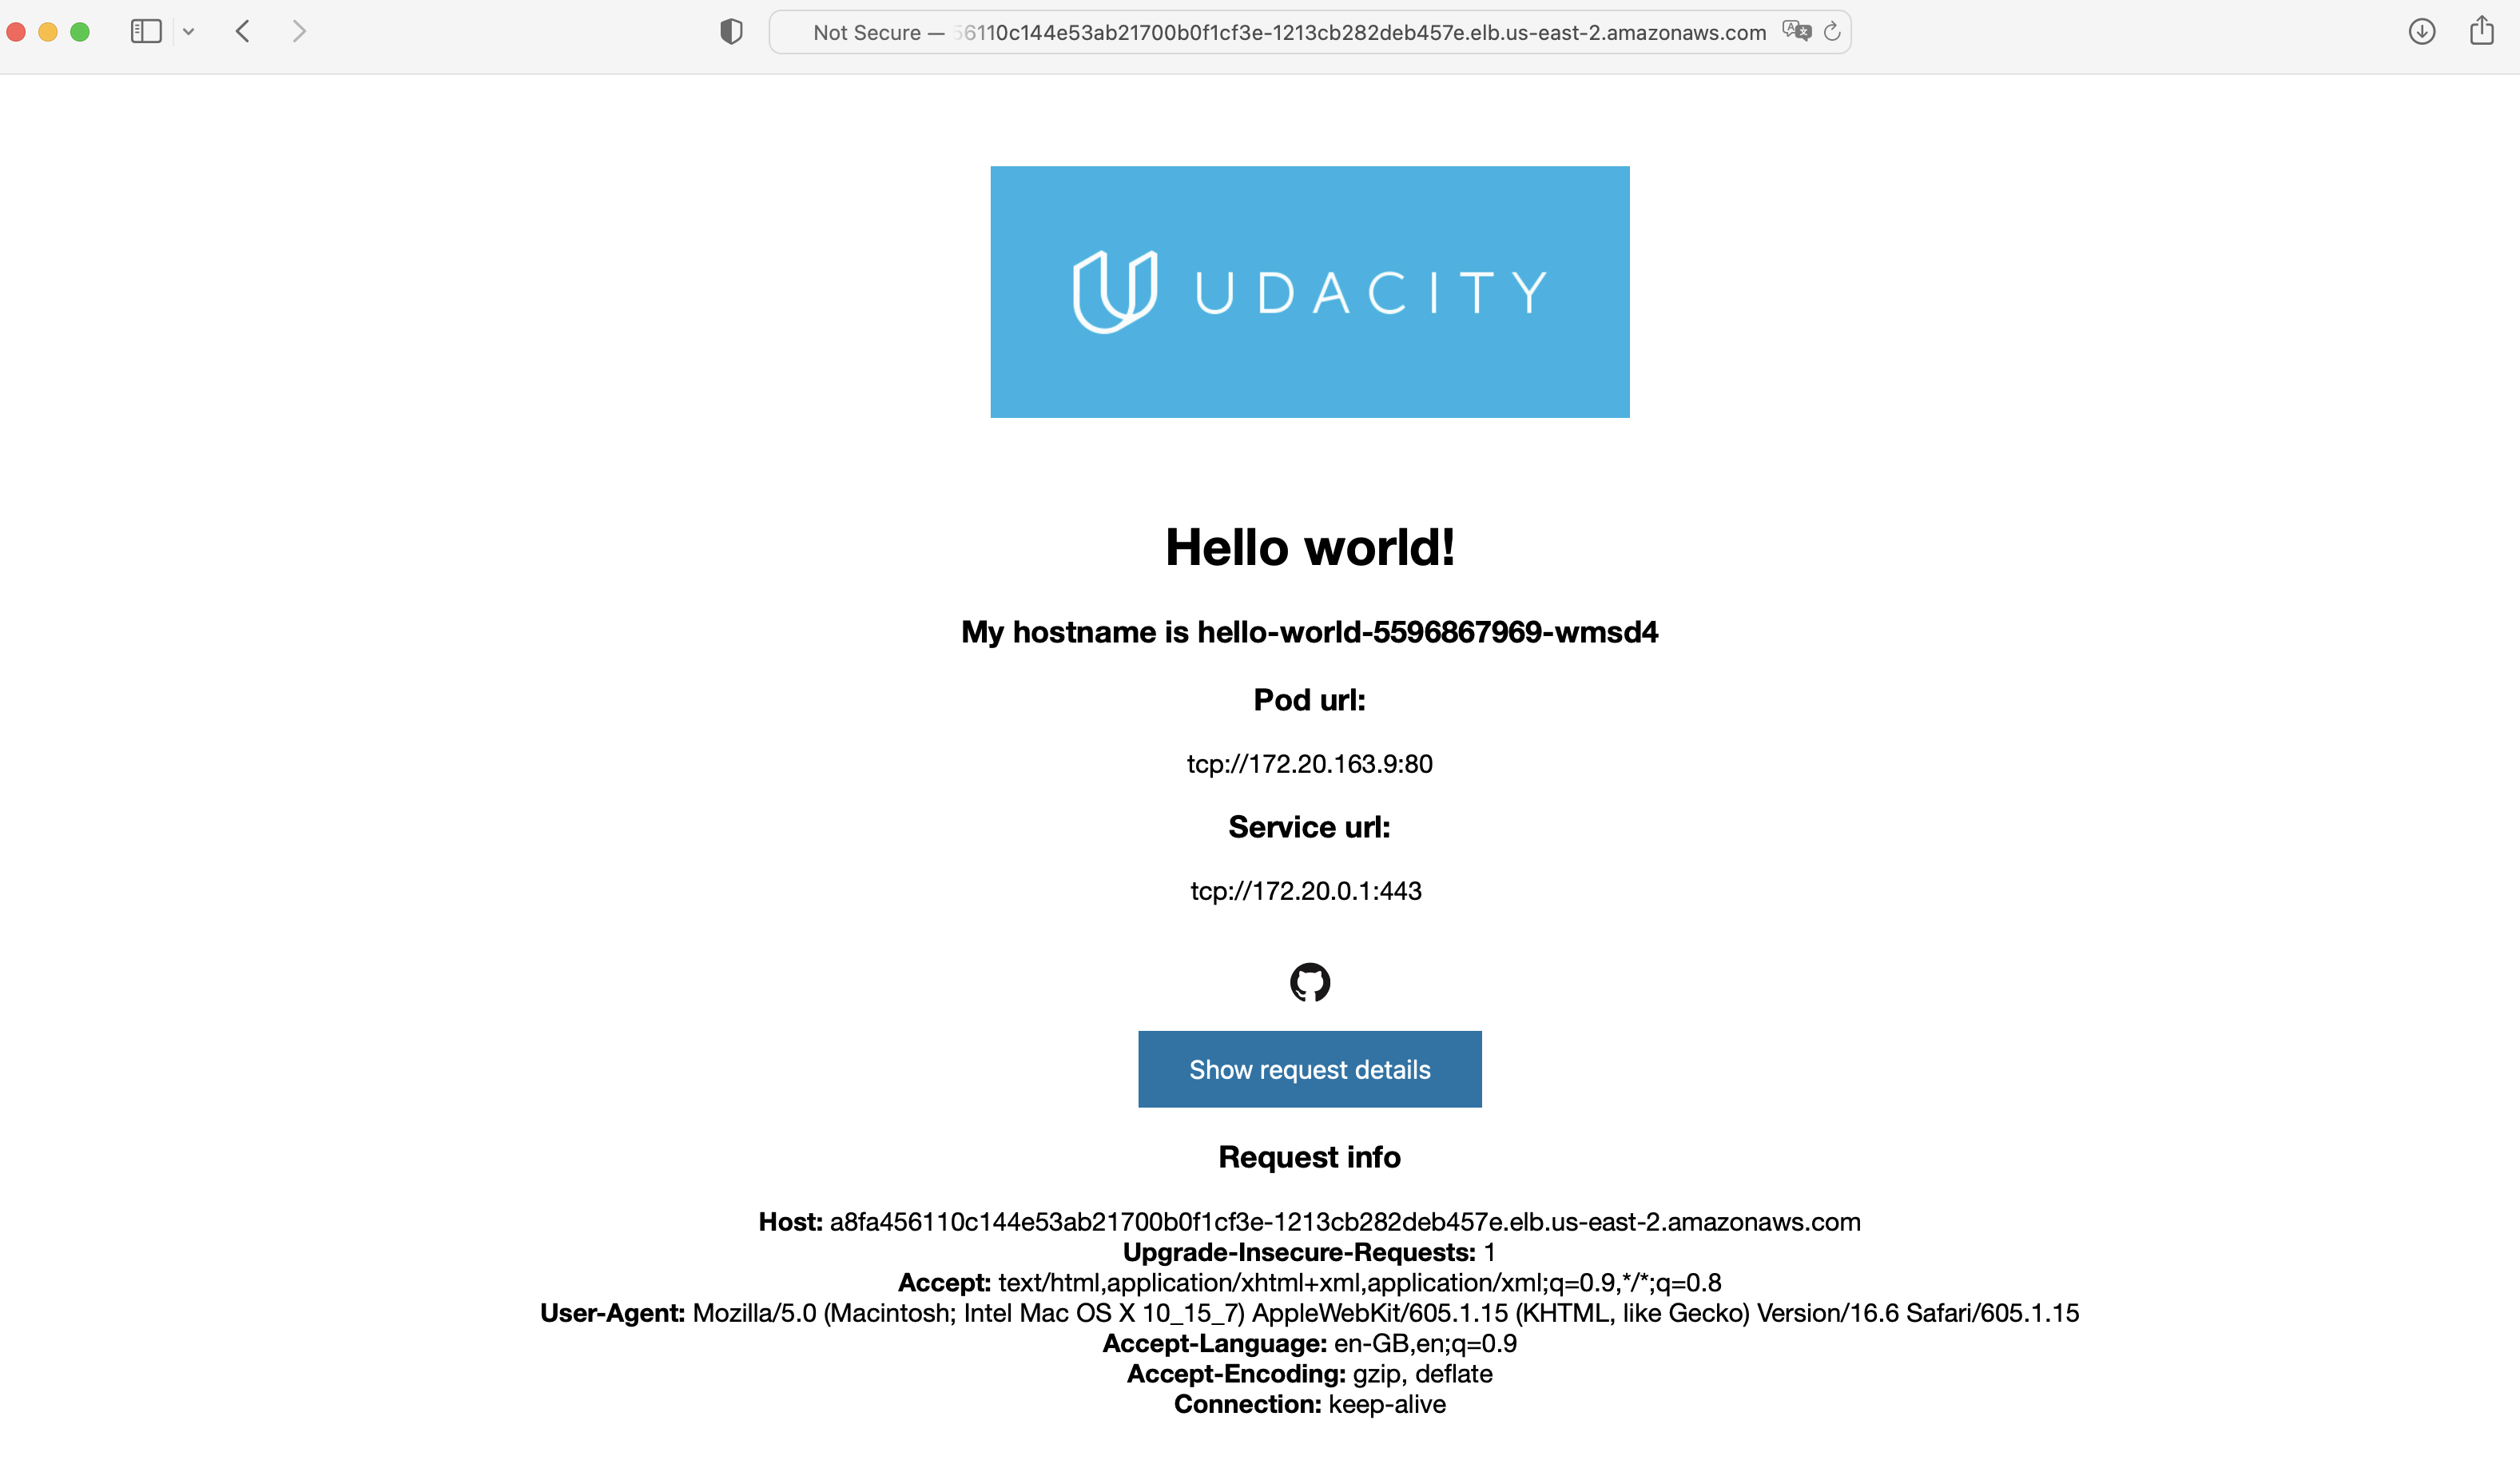 Not Secure — 56110c144e53ab21700b0f1cf3e-1213cb282deb457e.elb.us-east-2.amazonaws.com
UDACITY
Hello world!
My hostname is hello-world-5596867969-wmsd4
Pod url:
tcp://172.20.163.9:80
Service url:
tcp://172.20.0.1:443
Show request details
Request info
Host: a8fa456110c144e53ab21700b0f1cf3e-1213cb282deb457e.elb.us-east-2.amazonaws.com
Upgrade-Insecure-Requests: 1
Accept: text/html,application/xhtml+xml,application/xml;q=0.9,*/*;q=0.8
User-Agent: Mozilla/5.0 (Macintosh; Intel Mac OS X 10_15_7) AppleWebKit/605.1.15 (KHTML, like Gecko) Version/16.6 Safari/605.1.15
Accept-Language: en-GB,en;q=0.9
Accept-Encoding: gzip, deflate
Connection: keep-alive